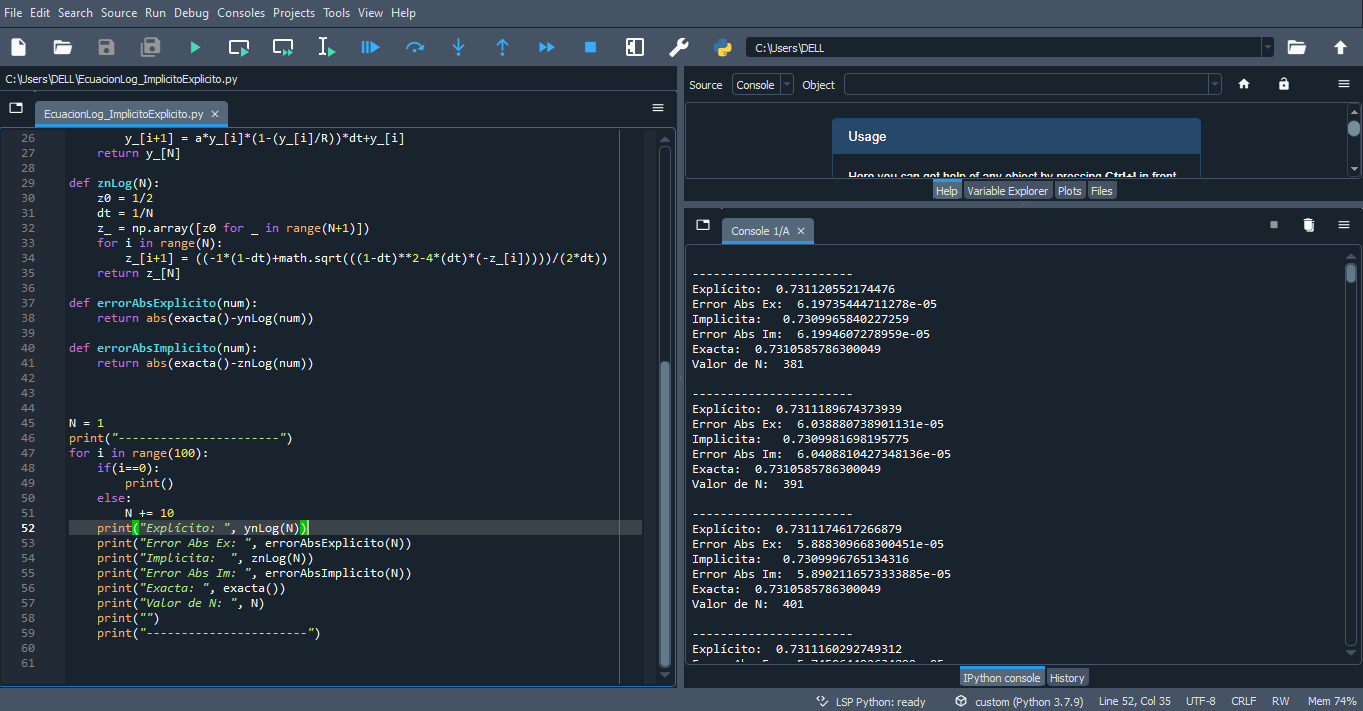 File Edit Search Source Run Debug Consoles Projects Tools View Help
C:\Users\DELL
C:\Users\DELL\EcuacionLog_ImplicitoExplicito.py
EcuacionLog_ImplicitoExplicito.py
26 y_[i+1] = a*y_[i]*(1-(y_[i]/R))*dt+y_[i]
27 return y_[N]
28
29 def znLog(N):
30 z0 = 1/2
31 dt = 1/N
32 z_ = np.array([z0 for _ in range(N+1)])
33 for i in range(N):
34 z_[i+1] = ((-1*(1-dt)+math.sqrt(((1-dt)**2-4*(dt)*(-z_[i]))))/(2*dt))
35 return z_[N]
36
37 def errorAbsExplicito(num):
38 return abs(exacta()-ynLog(num))
39
40 def errorAbsImplicito(num):
41 return abs(exacta()-znLog(num))
42
43
44
45 N = 1
46 print("-----------------------")
47 for i in range(100):
48 if(i==0):
49 print()
50 else:
51 N += 10
52 print("Explícito: ", ynLog(N))
53 print("Error Abs Ex: ", errorAbsExplicito(N))
54 print("Implicita:  ", znLog(N))
55 print("Error Abs Im: ", errorAbsImplicito(N))
56 print("Exacta: ", exacta())
57 print("Valor de N: ", N)
58 print("")
59 print("-----------------------")
60
61
Source Console Object
Usage
Here you can get help of any object by pressing Ctrl+I in front
Help Variable Explorer Plots Files
Console 1/A
-----------------------
Explícito:  0.731120552174476
Error Abs Ex:  6.19735444711278e-05
Implicita:   0.7309965840227259
Error Abs Im:  6.1994607278959e-05
Exacta:  0.7310585786300049
Valor de N:  381
-----------------------
Explícito:  0.7311189674373939
Error Abs Ex:  6.038880738901131e-05
Implicita:   0.7309981698195775
Error Abs Im:  6.0408810427348136e-05
Exacta:  0.7310585786300049
Valor de N:  391
-----------------------
Explícito:  0.7311174617266879
Error Abs Ex:  5.888309668300451e-05
Implicita:   0.7309996765134316
Error Abs Im:  5.8902116573333885e-05
Exacta:  0.7310585786300049
Valor de N:  401
-----------------------
Explícito:  0.7311160292749312
IPython console History
LSP Python: ready custom (Python 3.7.9) Line 52, Col 35 UTF-8 CRLF RW Mem 74%